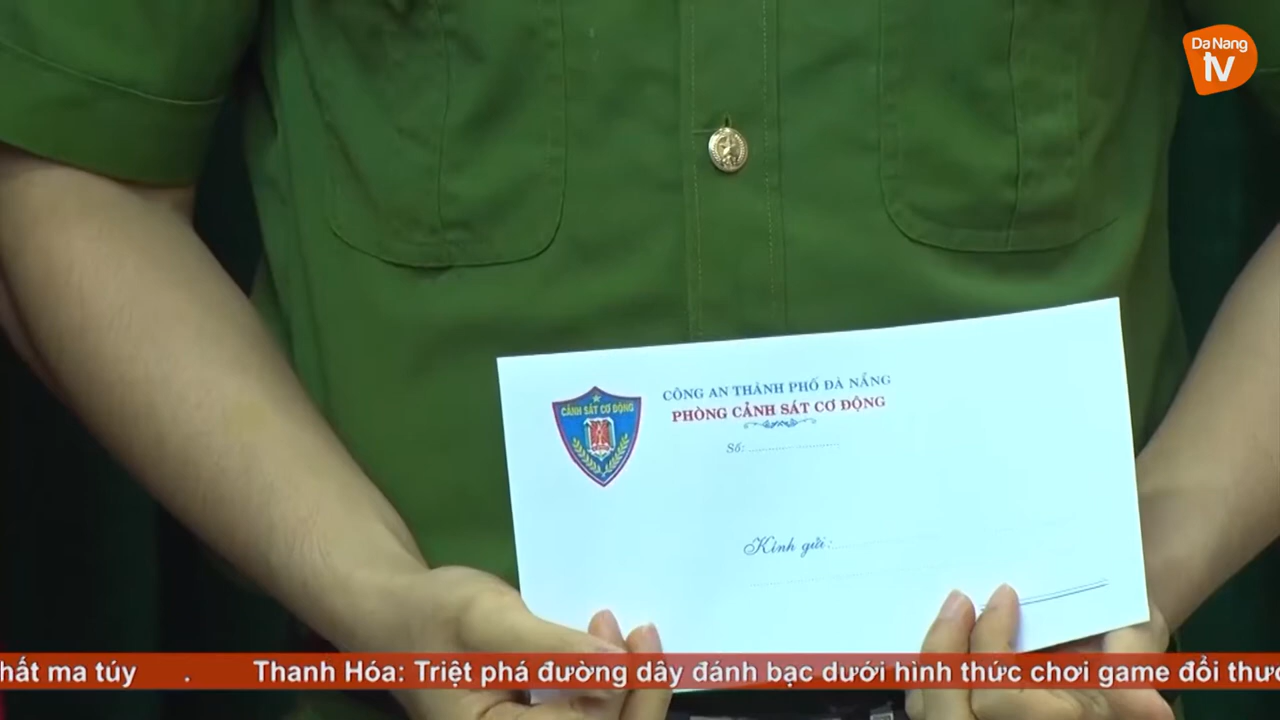 Da Nang
tv
CÔNG AN THÀNH PHỐ ĐÀ NẴNG
CẢNH SÁT CƠ ĐỘNG
PHÒNG CẢNH SÁT CƠ ĐỘNG
Số:
Kính gửi:
hất ma túy . Thanh Hóa: Triệt phá đường dây đánh bạc dưới hình thức chơi game đổi thưở